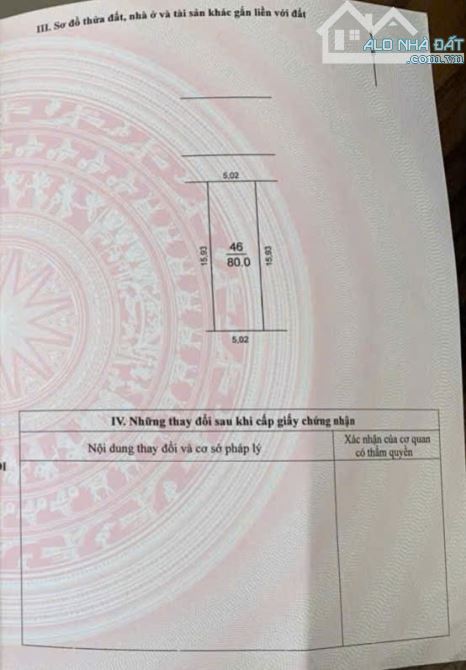 III. Sơ đồ thửa đất, nhà ở và tài sản khác gắn liền với đất
ALO NHÀ ĐẤT
.com.vn
5,02
15,93
46
80.0
15,93
5,02
IV. Những thay đổi sau khi cấp giấy chứng nhận
Nội dung thay đổi và cơ sở pháp lý
Xác nhận của cơ quan
có thẩm quyền